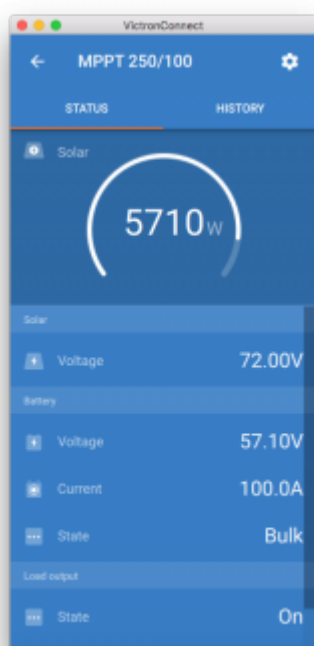 VictronConnect
MPPT 250/100
STATUS HISTORY
Solar
5710W
Solar
Voltage 72.00V
Battery
Voltage 57.10V
Current 100.0A
State Bulk
Load output
State On